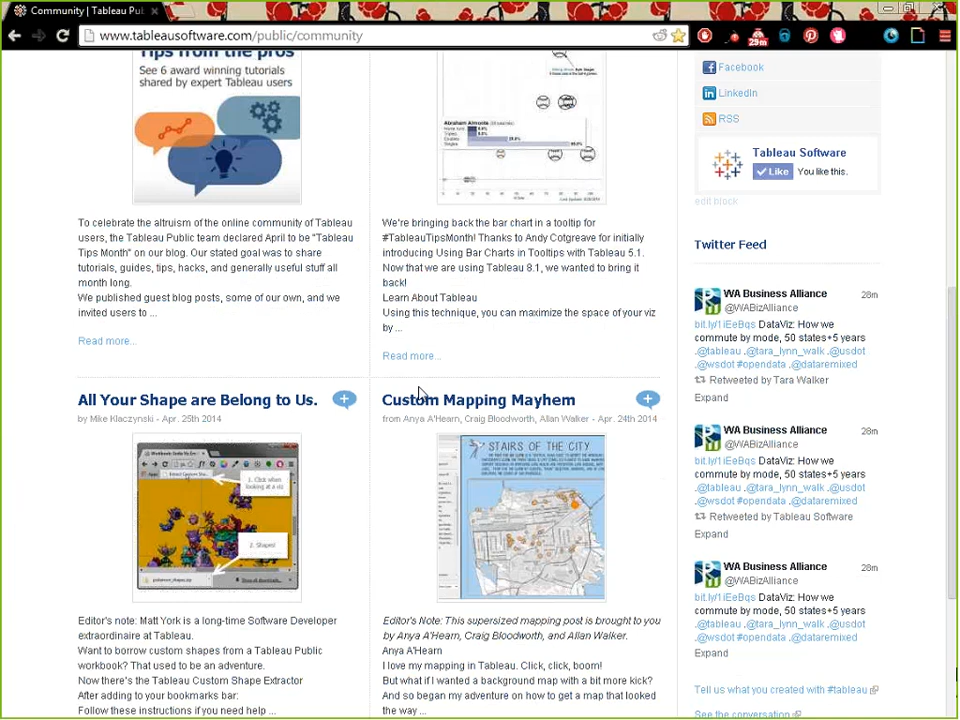 Community | Tableau Pub
www.tableausoftware.com/public/community
29m
Tips from the pros
See 6 award winning tutorials
shared by expert Tableau users
To celebrate the altruism of the online community of Tableau
users, the Tableau Public team declared April to be "Tableau
Tips Month" on our blog. Our stated goal was to share
tutorials, guides, tips, hacks, and generally useful stuff all
month long.
We published guest blog posts, some of our own, and we
invited users to ...
Read more...
Abraham Almonte
We're bringing back the bar chart in a tooltip for
#TableauTipsMonth! Thanks to Andy Cotgreave for initially
introducing Using Bar Charts in Tooltips with Tableau 5.1.
Now that we are using Tableau 8.1, we wanted to bring it
back!
Learn About Tableau
Using this technique, you can maximize the space of your viz
by ...
Read more...
All Your Shape are Belong to Us.
by Mike Klaczynski - Apr. 25th 2014
1. Click when
looking at a viz
2. Shapes!
Editor's note: Matt York is a long-time Software Developer
extraordinaire at Tableau.
Want to borrow custom shapes from a Tableau Public
workbook? That used to be an adventure.
Now there's the Tableau Custom Shape Extractor
After adding to your bookmarks bar:
Follow these instructions if you need help ...
Custom Mapping Mayhem
from Anya A'Hearn, Craig Bloodworth, Allan Walker - Apr. 24th 2014
STAIRS OF THE CITY
Editor's Note: This supersized mapping post is brought to you
by Anya A'Hearn, Craig Bloodworth, and Allan Walker.
Anya A'Hearn
I love my mapping in Tableau. Click, click, boom!
But what if I wanted a background map with a bit more kick?
And so began my adventure on how to get a map that looked
the way ...
Facebook
LinkedIn
RSS
Tableau Software
Like You like this.
edit block
Twitter Feed
WA Business Alliance 28m
@WABizAlliance
bit.ly/1iEeBqs DataViz: How we
commute by mode, 50 states+5 years
.@tableau .@tara_lynn_walk .@usdot
.@wsdot #opendata .@dataremixed
Retweeted by Tara Walker
Expand
WA Business Alliance 28m
@WABizAlliance
bit.ly/1iEeBqs DataViz: How we
commute by mode, 50 states+5 years
.@tableau .@tara_lynn_walk .@usdot
.@wsdot #opendata .@dataremixed
Retweeted by Tableau Software
Expand
WA Business Alliance 28m
@WABizAlliance
bit.ly/1iEeBqs DataViz: How we
commute by mode, 50 states+5 years
.@tableau .@tara_lynn_walk .@usdot
.@wsdot #opendata .@dataremixed
Expand
Tell us what you created with #tableau
See the conversation